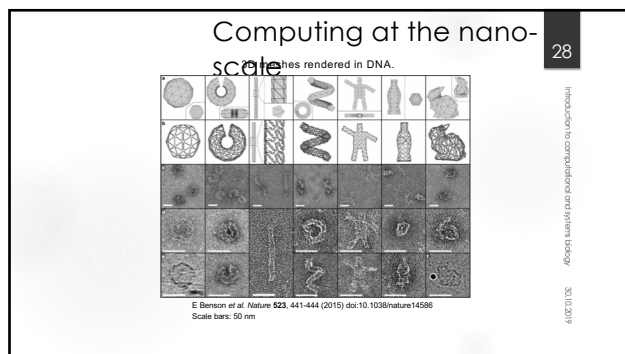 Computing at the nano-
scale
3D meshes rendered in DNA.
28
a
b
E Benson et al. Nature 523, 441-444 (2015) doi:10.1038/nature14586
Scale bars: 50 nm
Introduction to computational and systems biology
30.10.2019